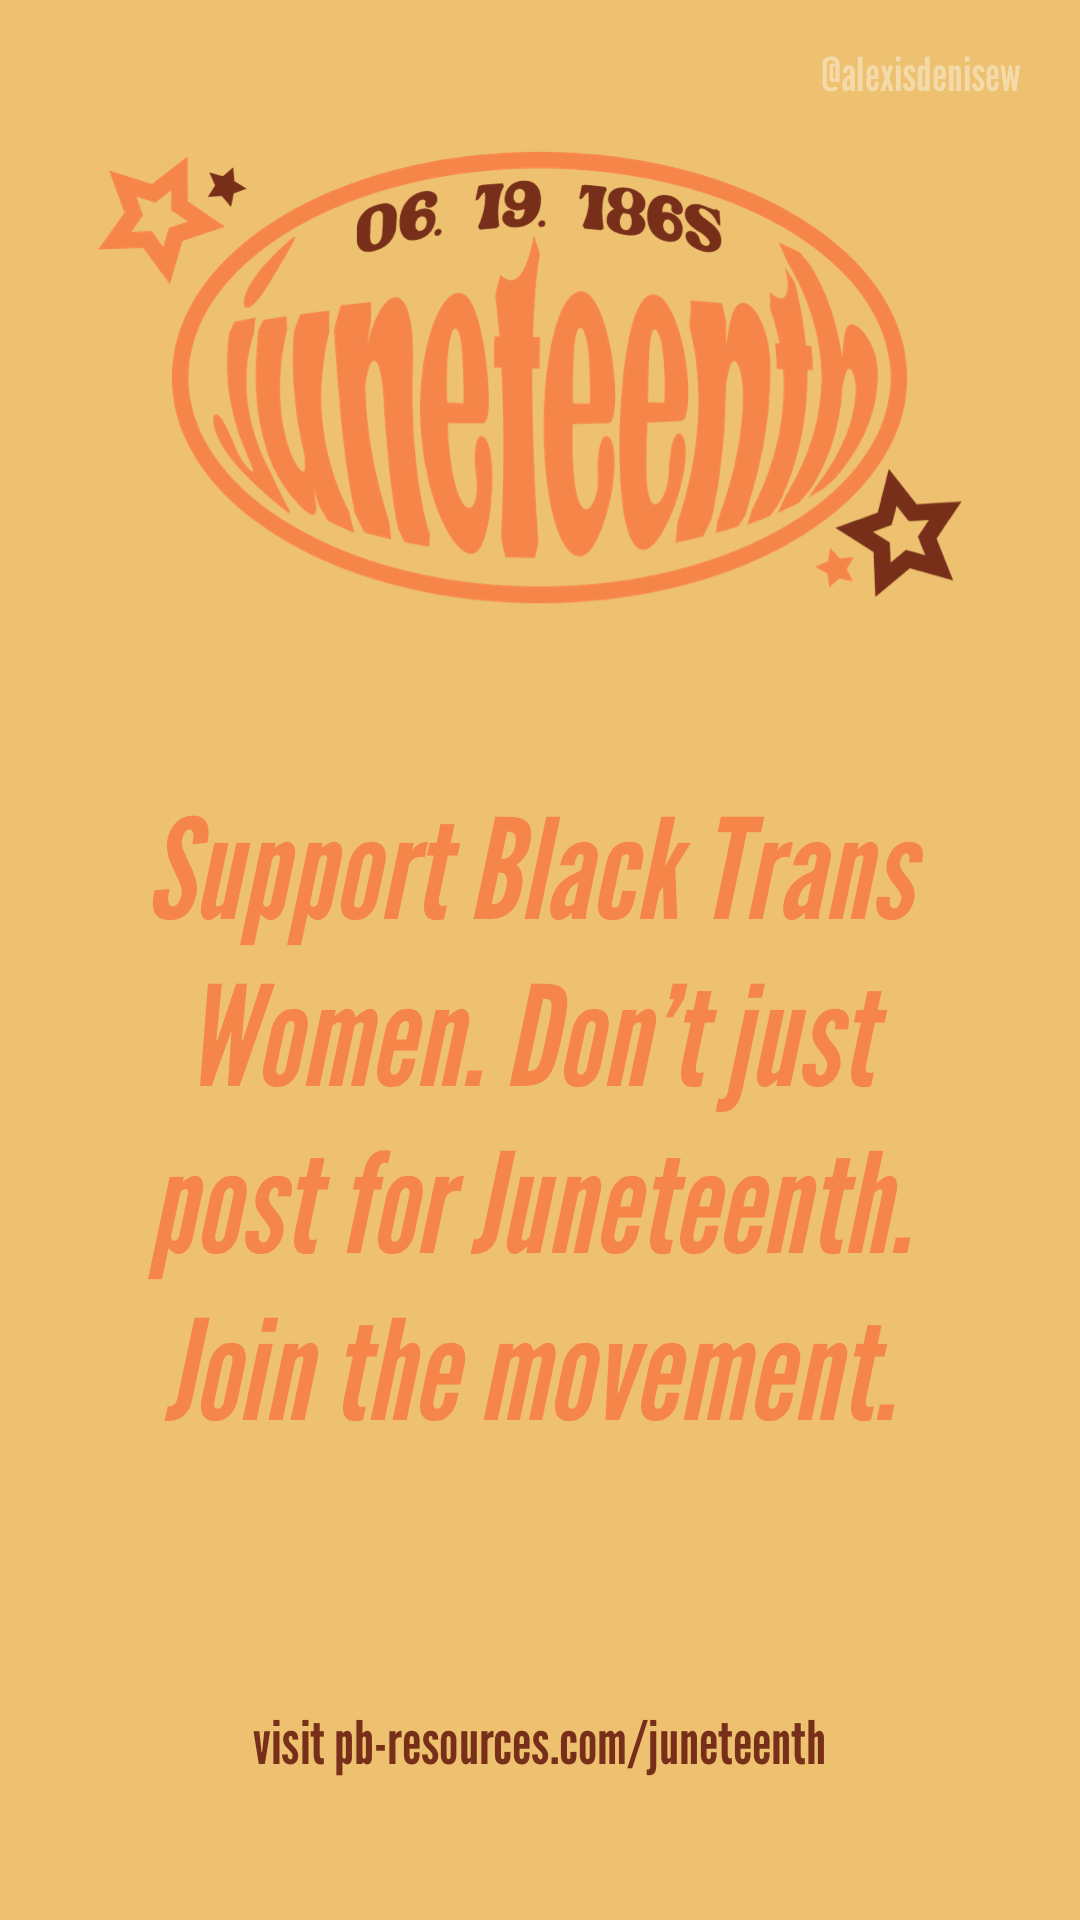 @alexisdenisew
06. 19. 1865
juneteenth
Support Black Trans
Women. Don’t just
post for Juneteenth.
Join the movement.
visit pb-resources.com/juneteenth